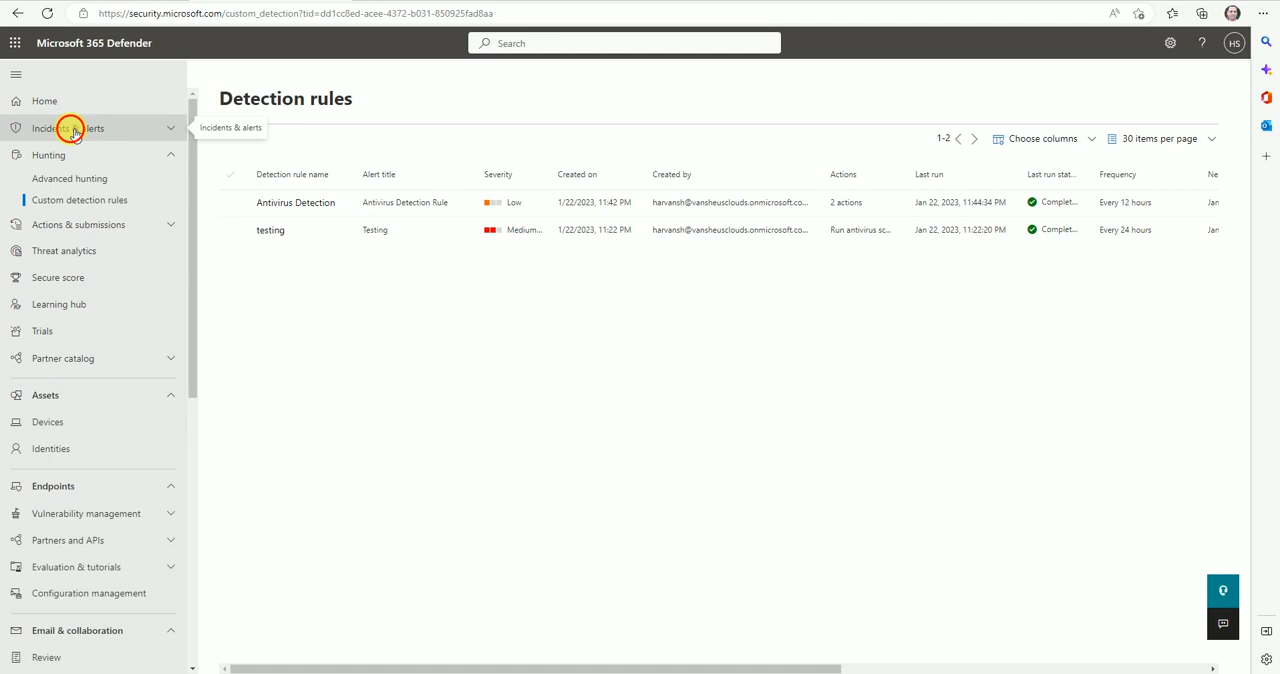 https://security.microsoft.com/custom_detection?tid=dd1cc8ed-acee-4372-b031-850925fad8aa
Microsoft 365 Defender
Search
HS
Home
Detection rules
Incidents & alerts
Incidents & alerts
1-2
Choose columns
30 items per page
Hunting
Advanced hunting
Custom detection rules
Actions & submissions
Threat analytics
Secure score
Learning hub
Trials
Partner catalog
Assets
Devices
Identities
Endpoints
Vulnerability management
Partners and APIs
Evaluation & tutorials
Configuration management
Email & collaboration
Review
Detection rule name Alert title Severity Created on Created by Actions Last run Last run stat... Frequency Ne
Antivirus Detection Antivirus Detection Rule Low 1/22/2023, 11:42 PM harvansh@vansheusclouds.onmicrosoft.co... 2 actions Jan 22, 2023, 11:44:34 PM Complet... Every 12 hours Jan
testing Testing Medium... 1/22/2023, 11:22 PM harvansh@vansheusclouds.onmicrosoft.co... Run antivirus sc... Jan 22, 2023, 11:22:20 PM Complet... Every 24 hours Jan